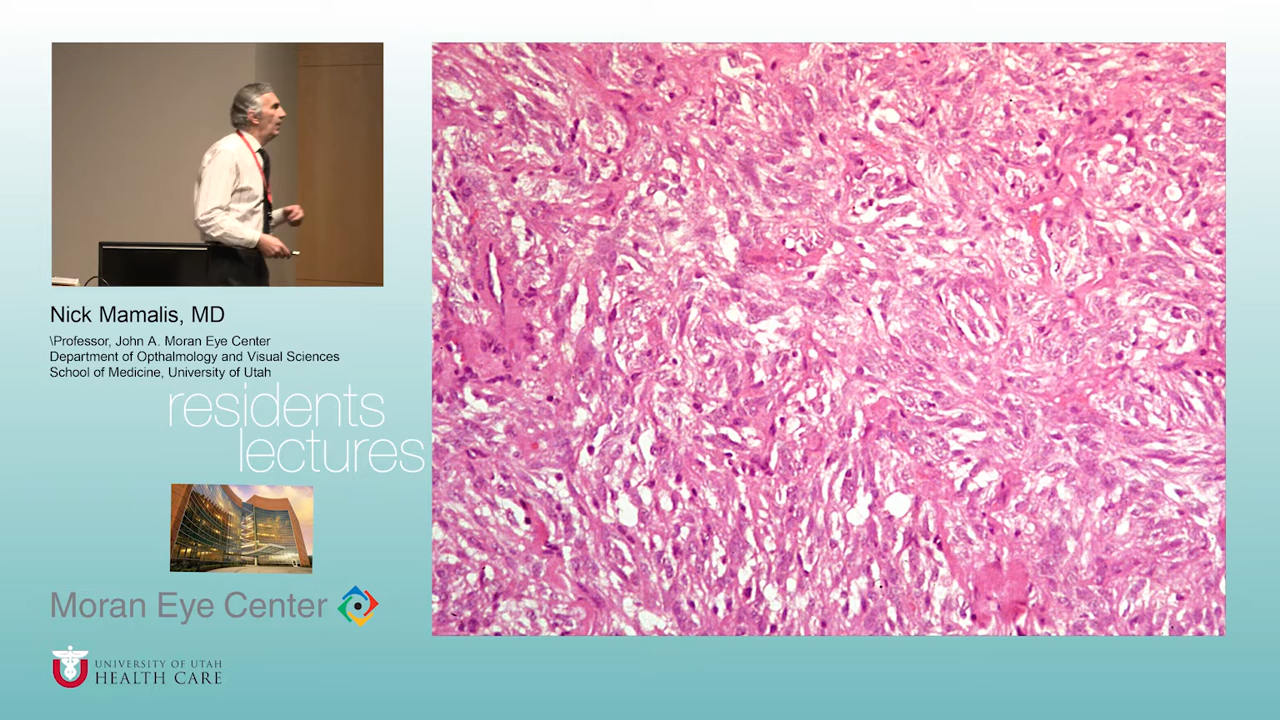 Nick Mamalis, MD
\Professor, John A. Moran Eye Center
Department of Opthalmology and Visual Sciences
School of Medicine, University of Utah
residents
lectures
Moran Eye Center
UNIVERSITY OF UTAH
HEALTH CARE